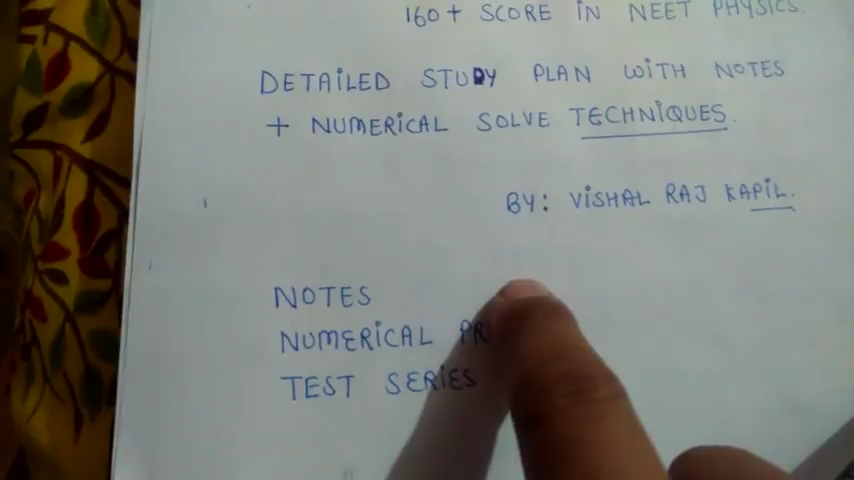 160+ SCORE IN NEET PHYSICS.
DETAILED STUDY PLAN WITH NOTES
+ NUMERICAL SOLVE TECHNIQUES.
BY: VISHAL RAJ KAPIL.
NOTES
NUMERICAL
TEST SERIES